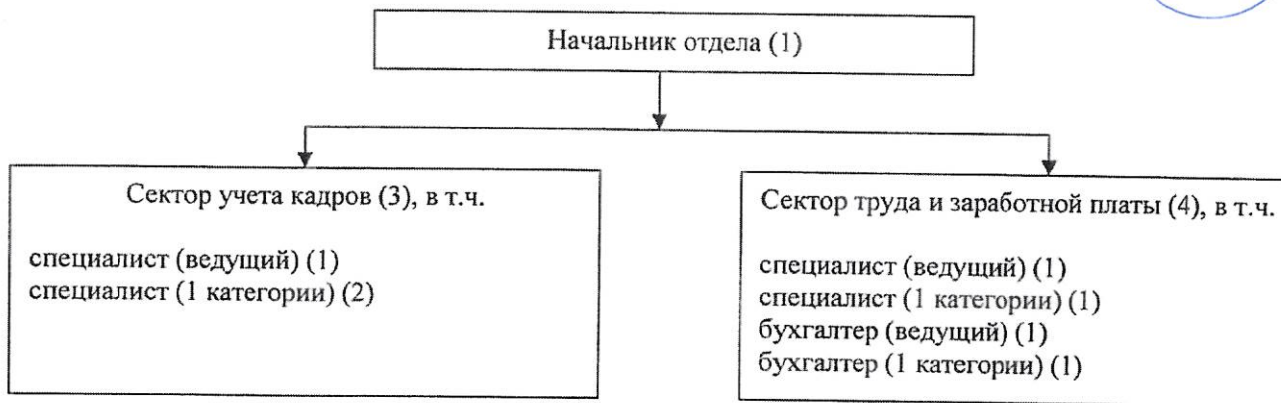 Начальник отдела (1)
Сектор учета кадров (3), в т.ч.
специалист (ведущий) (1)
специалист (1 категории) (2)
Сектор труда и заработной платы (4), в т.ч.
специалист (ведущий) (1)
специалист (1 категории) (1)
бухгалтер (ведущий) (1)
бухгалтер (1 категории) (1)